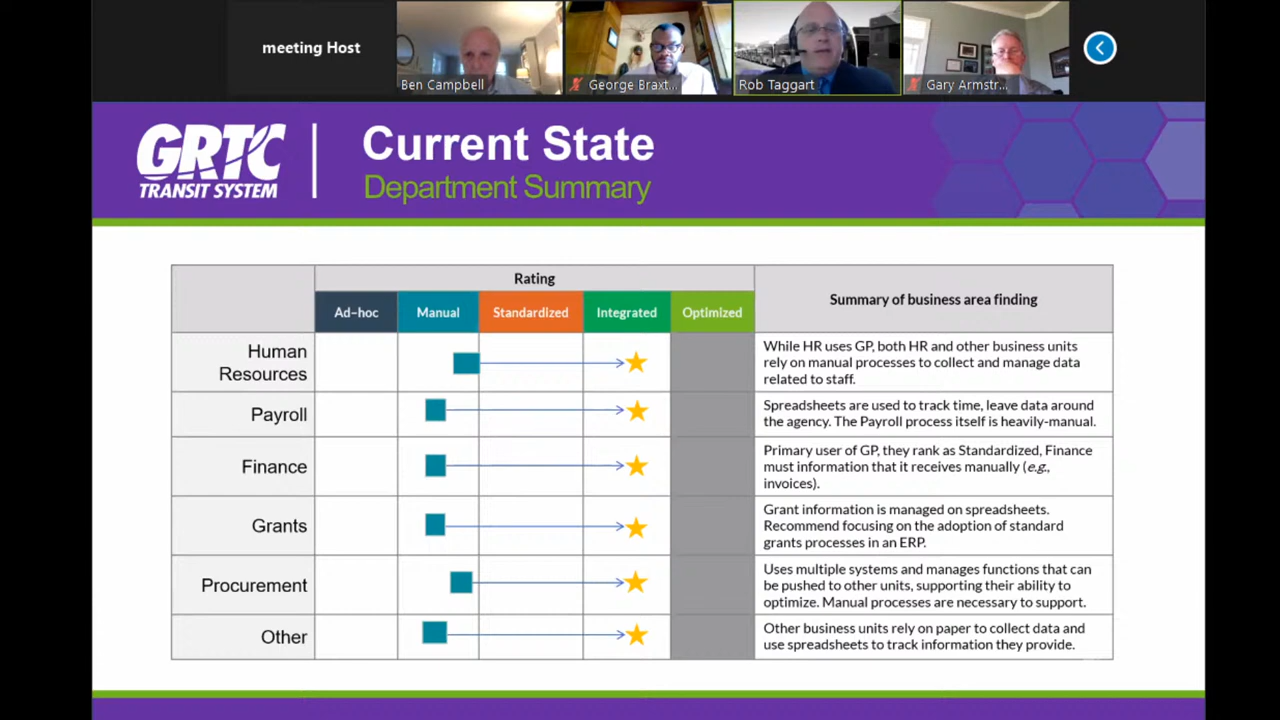 meeting Host
Ben Campbell
George Braxt...
Rob Taggart
Gary Armstr...
GRTC
TRANSIT SYSTEM
Current State
Department Summary
Rating
Summary of business area finding
Ad-hoc
Manual
Standardized
Integrated
Optimized
Human
Resources
While HR uses GP, both HR and other business units
rely on manual processes to collect and manage data
related to staff.
Payroll
Spreadsheets are used to track time, leave data around
the agency. The Payroll process itself is heavily-manual.
Finance
Primary user of GP, they rank as Standardized, Finance
must information that it receives manually (e.g.,
invoices).
Grants
Grant information is managed on spreadsheets.
Recommend focusing on the adoption of standard
grants processes in an ERP.
Procurement
Uses multiple systems and manages functions that can
be pushed to other units, supporting their ability to
optimize. Manual processes are necessary to support.
Other
Other business units rely on paper to collect data and
use spreadsheets to track information they provide.